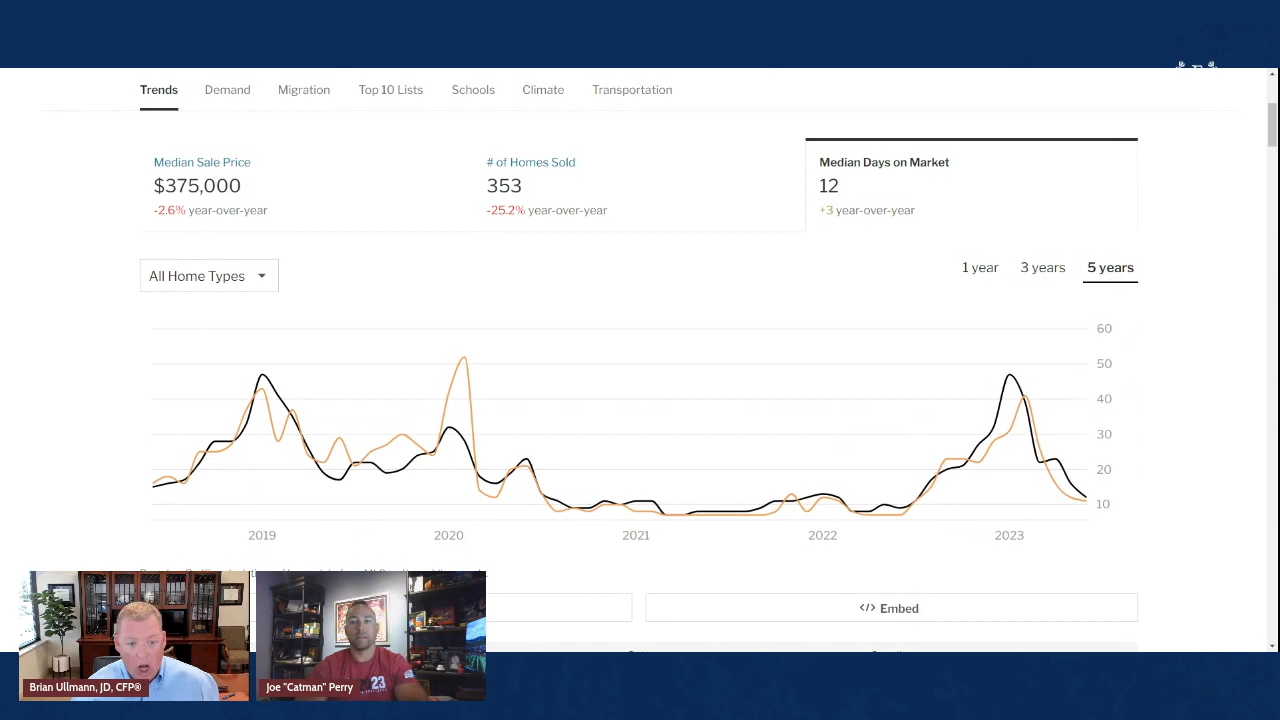 Trends Demand Migration Top 10 Lists Schools Climate Transportation
Median Sale Price
$375,000
-2.6% year-over-year
# of Homes Sold
353
-25.2% year-over-year
Median Days on Market
12
+3 year-over-year
All Home Types
1 year 3 years 5 years
60
50
40
30
20
10
2019 2020 2021 2022 2023
</> Embed
Brian Ullmann, JD, CFP®
Joe "Catman" Perry
23